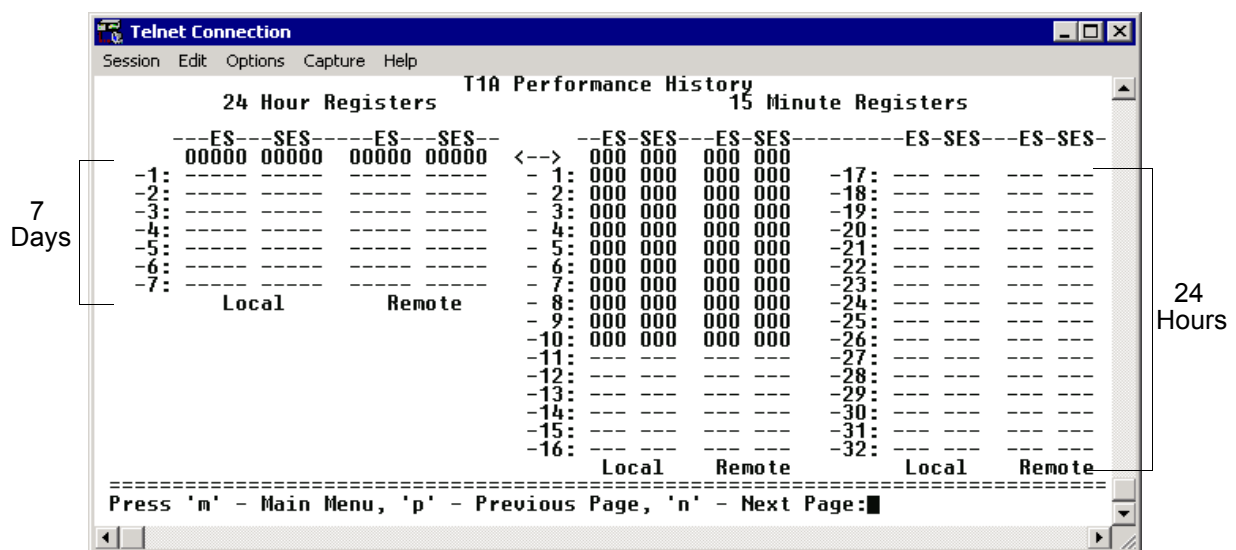 Telnet Connection
Session Edit Options Capture Help
T1A Performance History
24 Hour Registers 15 Minute Registers
---ES---SES-----ES---SES-- --ES-SES---ES-SES----------ES-SES---ES-SES-
00000 00000 00000 00000 <--> 000 000 000 000
-1: ----- ----- ----- ----- - 1: 000 000 000 000 -17: --- --- --- ---
-2: ----- ----- ----- ----- - 2: 000 000 000 000 -18: --- --- --- ---
-3: ----- ----- ----- ----- - 3: 000 000 000 000 -19: --- --- --- ---
-4: ----- ----- ----- ----- - 4: 000 000 000 000 -20: --- --- --- ---
-5: ----- ----- ----- ----- - 5: 000 000 000 000 -21: --- --- --- ---
-6: ----- ----- ----- ----- - 6: 000 000 000 000 -22: --- --- --- ---
-7: ----- ----- ----- ----- - 7: 000 000 000 000 -23: --- --- --- ---
Local Remote - 8: 000 000 000 000 -24: --- --- --- ---
- 9: 000 000 000 000 -25: --- --- --- ---
-10: 000 000 000 000 -26: --- --- --- ---
-11: --- --- --- --- -27: --- --- --- ---
-12: --- --- --- --- -28: --- --- --- ---
-13: --- --- --- --- -29: --- --- --- ---
-14: --- --- --- --- -30: --- --- --- ---
-15: --- --- --- --- -31: --- --- --- ---
-16: --- --- --- --- -32: --- --- --- ---
Local Remote Local Remote
Press 'm' - Main Menu, 'p' - Previous Page, 'n' - Next Page:
7
Days
24
Hours